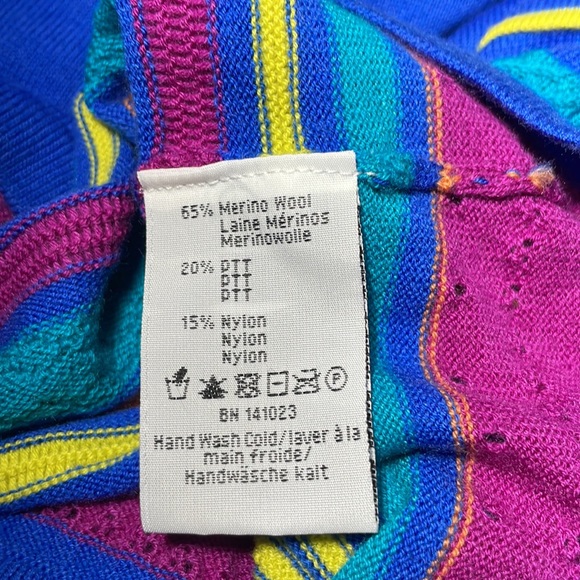 65% Merino Wool
Laine Mérinos
Merinowolle
20% PTT
PTT
PTT
15% Nylon
Nylon
Nylon
P
BN 141023
Hand Wash Cold/laver à la
main froide/
Handwäsche kalt